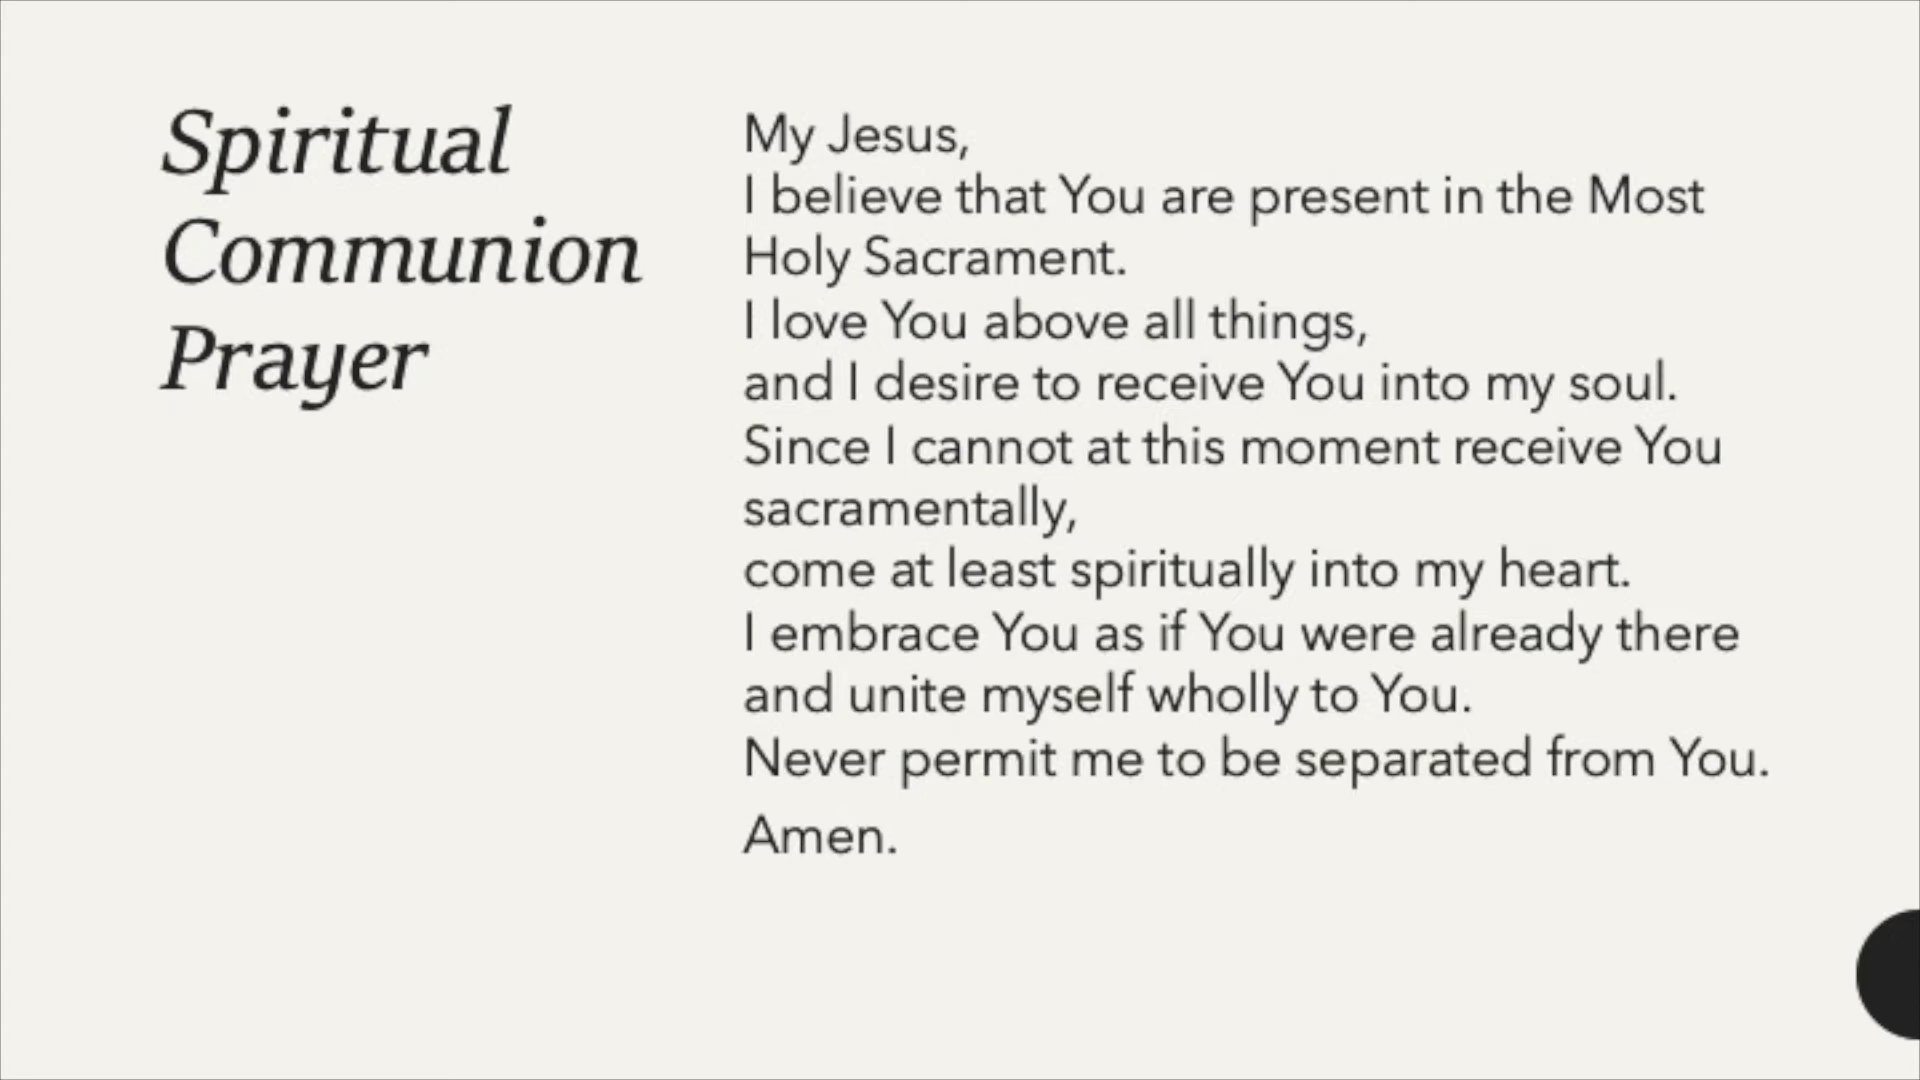 Spiritual
Communion
Prayer
My Jesus,
I believe that You are present in the Most
Holy Sacrament.
I love You above all things,
and I desire to receive You into my soul.
Since I cannot at this moment receive You
sacramentally,
come at least spiritually into my heart.
I embrace You as if You were already there
and unite myself wholly to You.
Never permit me to be separated from You.
Amen.